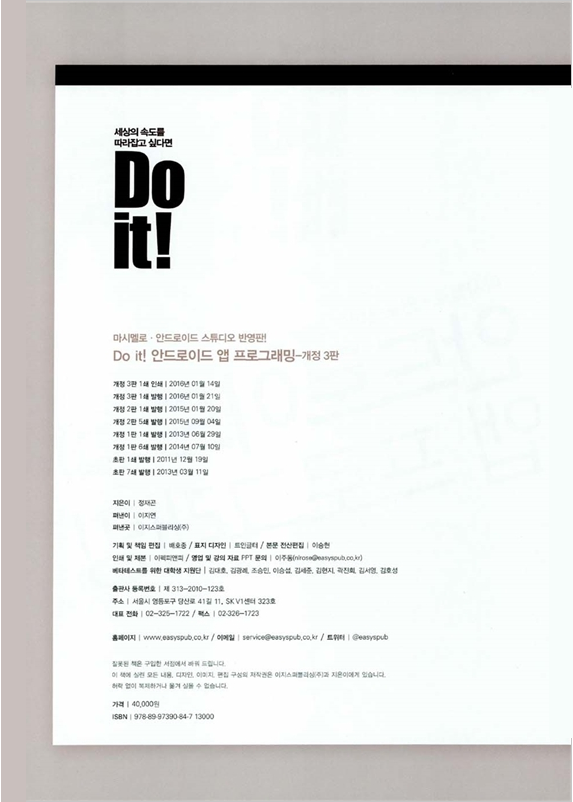 세상의 속도를
따라잡고 싶다면
Do
it!
마시멜로 · 안드로이드 스튜디오 반영판!
Do it! 안드로이드 앱 프로그래밍-개정 3판
개정 3판 1쇄 인쇄 | 2016년 01월 14일
개정 3판 1쇄 발행 | 2016년 01월 21일
개정 2판 1쇄 발행 | 2015년 01월 20일
개정 2판 5쇄 발행 | 2015년 09월 04일
개정 1판 1쇄 발행 | 2013년 06월 29일
개정 1판 6쇄 발행 | 2014년 07월 10일
초판 1쇄 발행 | 2011년 12월 19일
초판 7쇄 발행 | 2013년 03월 11일
지은이 | 정재곤
펴낸이 | 이지연
펴낸곳 | 이지스퍼블리싱(주)
기획 및 책임 편집 | 배호종 / 표지 디자인 | 트인글터 / 본문 전산편집 | 이승현
인쇄 및 제본 | 이펙피앤피 / 영업 및 강의 자료 PPT 문의 | 이주동(nlrose@easyspub.co.kr)
베타테스트를 위한 대학생 지원단 | 김태호, 김광례, 조승민, 이승섭, 김세준, 김현지, 곽진희, 김서영, 김호성
출판사 등록번호 | 제 313-2010-123호
주소 | 서울시 영등포구 당산로 41길 11, SK V1센터 323호
대표 전화 | 02-325-1722 / 팩스 | 02-326-1723
홈페이지 | www.easyspub.co.kr / 이메일 | service@easyspub.co.kr / 트위터 | @easyspub
잘못된 책은 구입한 서점에서 바꿔 드립니다.
이 책에 실린 모든 내용, 디자인, 이미지, 편집 구성의 저작권은 이지스퍼블리싱(주)과 지은이에게 있습니다.
허락 없이 복제하거나 옮겨 실을 수 없습니다.
가격 | 40,000원
ISBN | 978-89-97390-84-7 13000